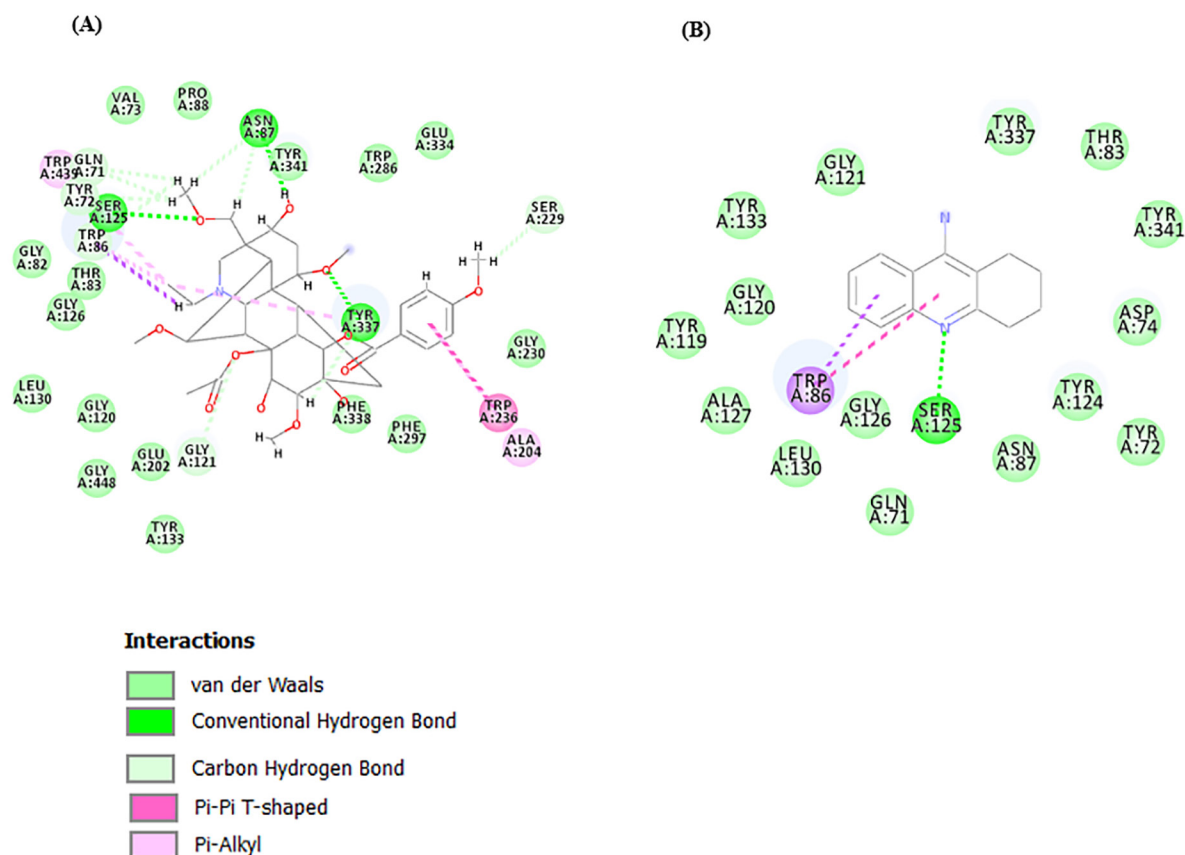 (A)
(B)
VAL
A:73
PRO
A:88
ASN
A:87
TYR
A:341
TRP
A:286
GLU
A:334
TRP
A:439
GLN
A:71
TYR
A:72
SER
A:125
TRP
A:86
GLY
A:82
THR
A:83
GLY
A:126
SER
A:229
TYR
A:337
GLY
A:230
LEU
A:130
GLY
A:120
GLY
A:448
GLU
A:202
GLY
A:121
TYR
A:133
PHE
A:338
PHE
A:297
TRP
A:236
ALA
A:204
H
H
H
O
H
H
O
O
H
N
H
H
H
H
O
H
O
O
O
O
O
O
O
O
H
O
H
H
TYR
A:337
THR
A:83
GLY
A:121
TYR
A:133
TYR
A:341
GLY
A:120
TYR
A:119
ASP
A:74
TRP
A:86
ALA
A:127
GLY
A:126
SER
A:125
TYR
A:124
TYR
A:72
LEU
A:130
ASN
A:87
GLN
A:71
N
N
Interactions
van der Waals
Conventional Hydrogen Bond
Carbon Hydrogen Bond
Pi-Pi T-shaped
Pi-Alkyl